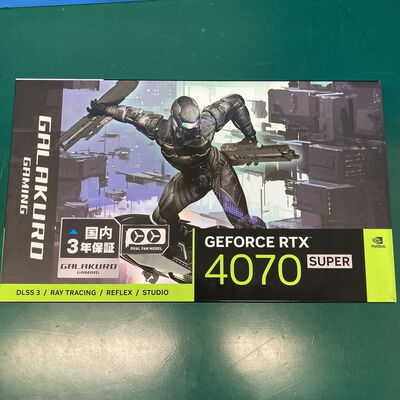 GALAKURO
GAMING
国内
3年保証
DUAL FAN MODEL
GALAKURO
GAMING
GEFORCE RTX
4070 SUPER
NVIDIA
DLSS 3 / RAY TRACING / REFLEX / STUDIO